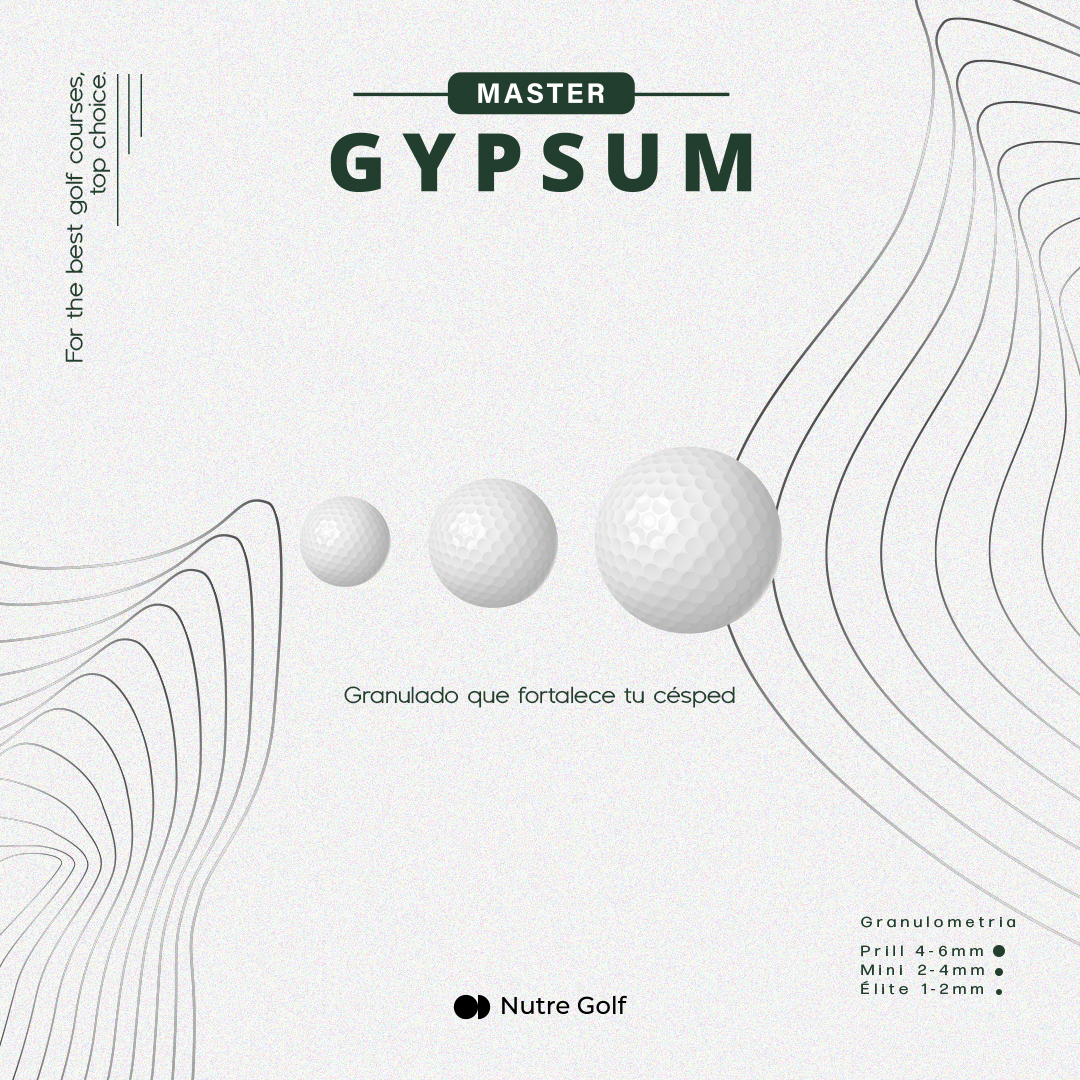 For the best golf courses,
top choice.
MASTER
GYPSUM
Granulado que fortalece tu césped
Granulometria
Prill 4-6mm
Mini 2-4mm
Élite 1-2mm
Nutre Golf